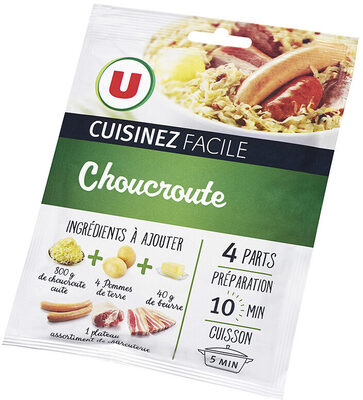 U
CUISINEZ FACILE
Choucroute
INGRÉDIENTS À AJOUTER
800 g
de choucroute
cuite
4 Pommes
de terre
40 g
de beurre
1 plateau
assortiment de charcuterie
4 PARTS
PRÉPARATION
10 MIN
CUISSON
5 MIN